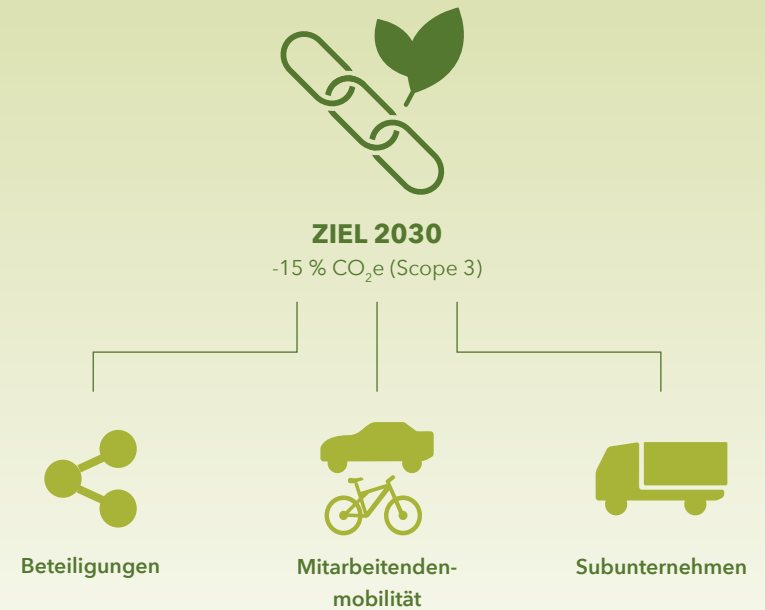 ZIEL 2030
-15 % CO₂e (Scope 3)
Beteiligungen
Mitarbeitenden-
mobilität
Subunternehmen